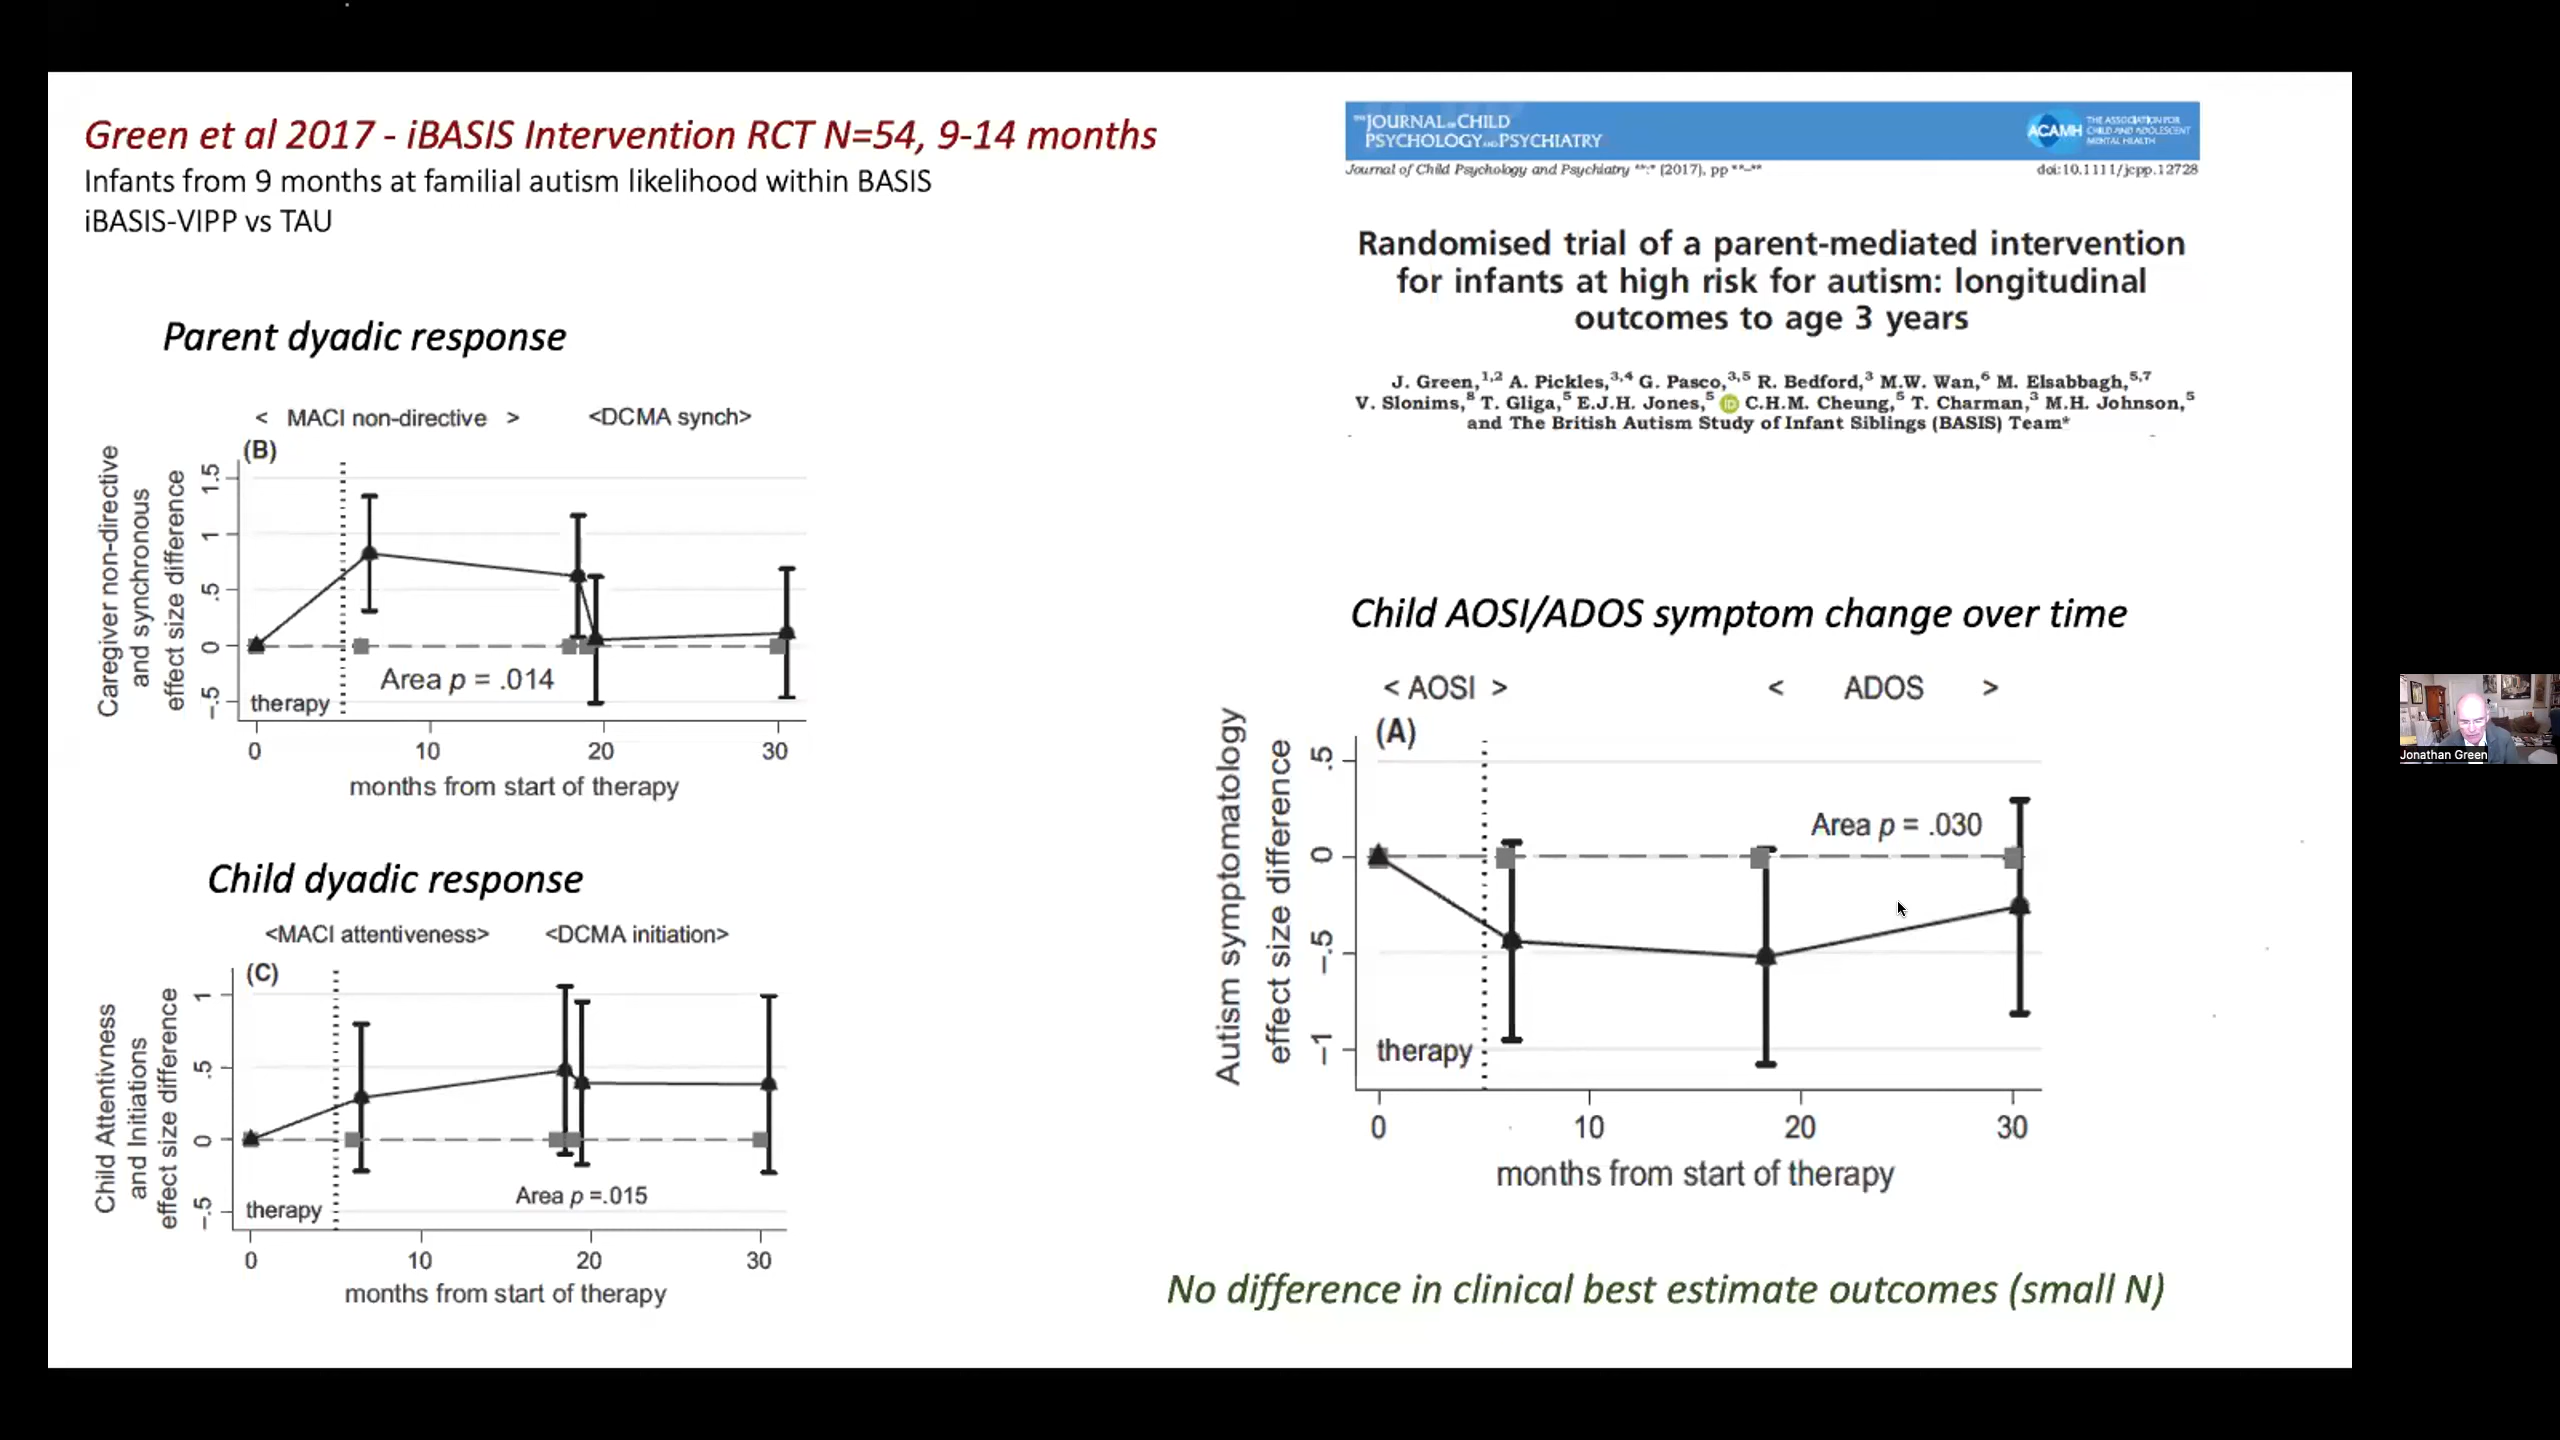 Green et al 2017 - iBASIS Intervention RCT N=54, 9-14 months
Infants from 9 months at familial autism likelihood within BASIS
iBASIS-VIPP vs TAU
THE JOURNAL OF CHILD
PSYCHOLOGY AND PSYCHIATRY
ACAMH
THE ASSOCIATION FOR
CHILD AND ADOLESCENT
MENTAL HEALTH
Journal of Child Psychology and Psychiatry **:* (2017), pp **–**
doi:10.1111/jcpp.12728
Randomised trial of a parent-mediated intervention
for infants at high risk for autism: longitudinal
outcomes to age 3 years
J. Green,1,2 A. Pickles,3,4 G. Pasco,3,5 R. Bedford,3 M.W. Wan,6 M. Elsabbagh,5,7
V. Slonims,8 T. Gliga,5 E.J.H. Jones,5 iD C.H.M. Cheung,5 T. Charman,3 M.H. Johnson,5
and The British Autism Study of Infant Siblings (BASIS) Team*
Parent dyadic response
< MACI non-directive > <DCMA synch>
(B)
Caregiver non-directive
and synchronous
effect size difference
1.5
1
.5
0
-.5
Area p = .014
therapy
0 10 20 30
months from start of therapy
Child dyadic response
<MACI attentiveness> <DCMA initiation>
(C)
Child Attentivness
and Initiations
effect size difference
1
.5
0
-.5
Area p =.015
therapy
0 10 20 30
months from start of therapy
Child AOSI/ADOS symptom change over time
< AOSI > < ADOS >
(A)
Autism symptomatology
effect size difference
.5
0
-.5
-1
Area p = .030
therapy
0 10 20 30
months from start of therapy
No difference in clinical best estimate outcomes (small N)
Jonathan Green